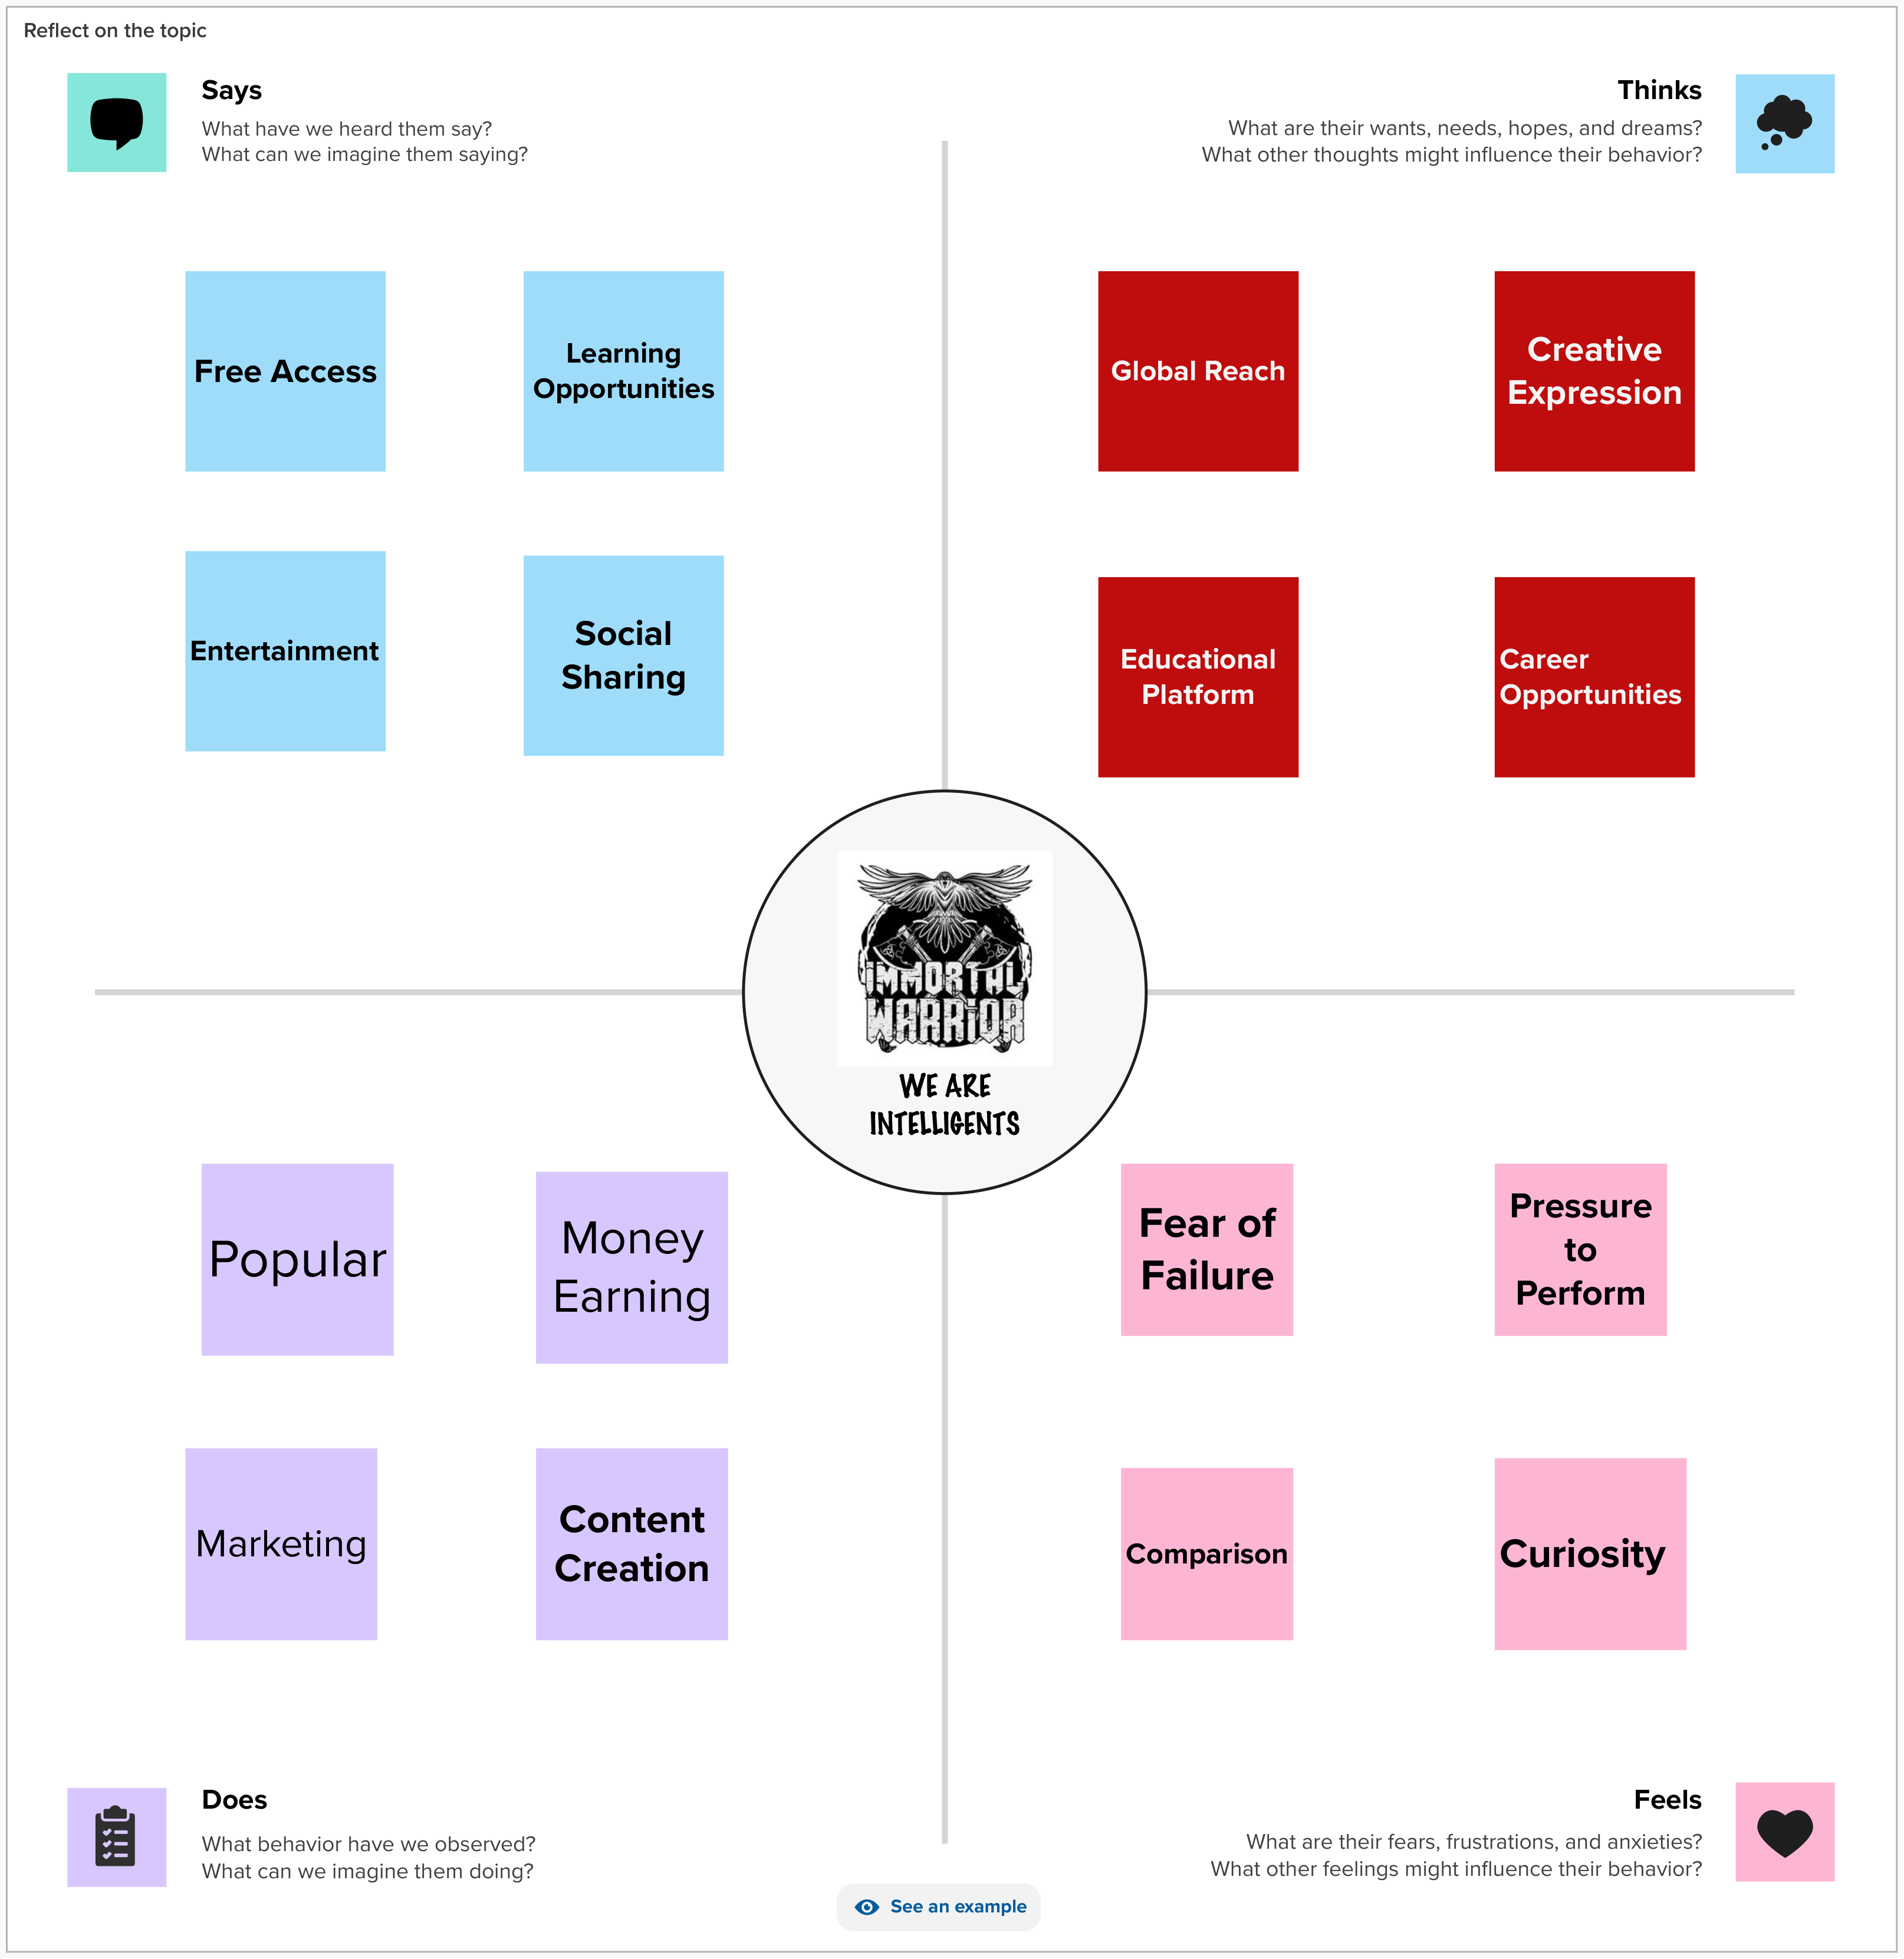 Reflect on the topic
Says
What have we heard them say?
What can we imagine them saying?
Thinks
What are their wants, needs, hopes, and dreams?
What other thoughts might influence their behavior?
Free Access
Learning
Opportunities
Entertainment
Social
Sharing
Global Reach
Creative
Expression
Educational
Platform
Career
Opportunities
IMMORTAL
WARRIOR
WE ARE
INTELLIGENTS
Popular
Money
Earning
Marketing
Content
Creation
Fear of
Failure
Pressure
to
Perform
Comparison
Curiosity
Does
What behavior have we observed?
What can we imagine them doing?
Feels
What are their fears, frustrations, and anxieties?
What other feelings might influence their behavior?
See an example